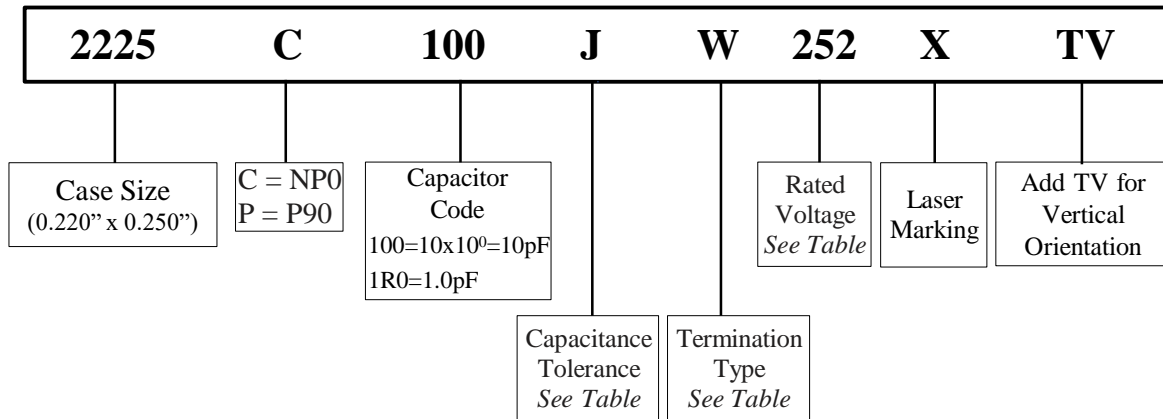 2225 C 100 J W 252 X TV
Case Size
(0.220” x 0.250”)
C = NP0
P = P90
Capacitor
Code
100=10x10⁰=10pF
1R0=1.0pF
Capacitance
Tolerance
See Table
Termination
Type
See Table
Rated
Voltage
See Table
Laser
Marking
Add TV for
Vertical
Orientation